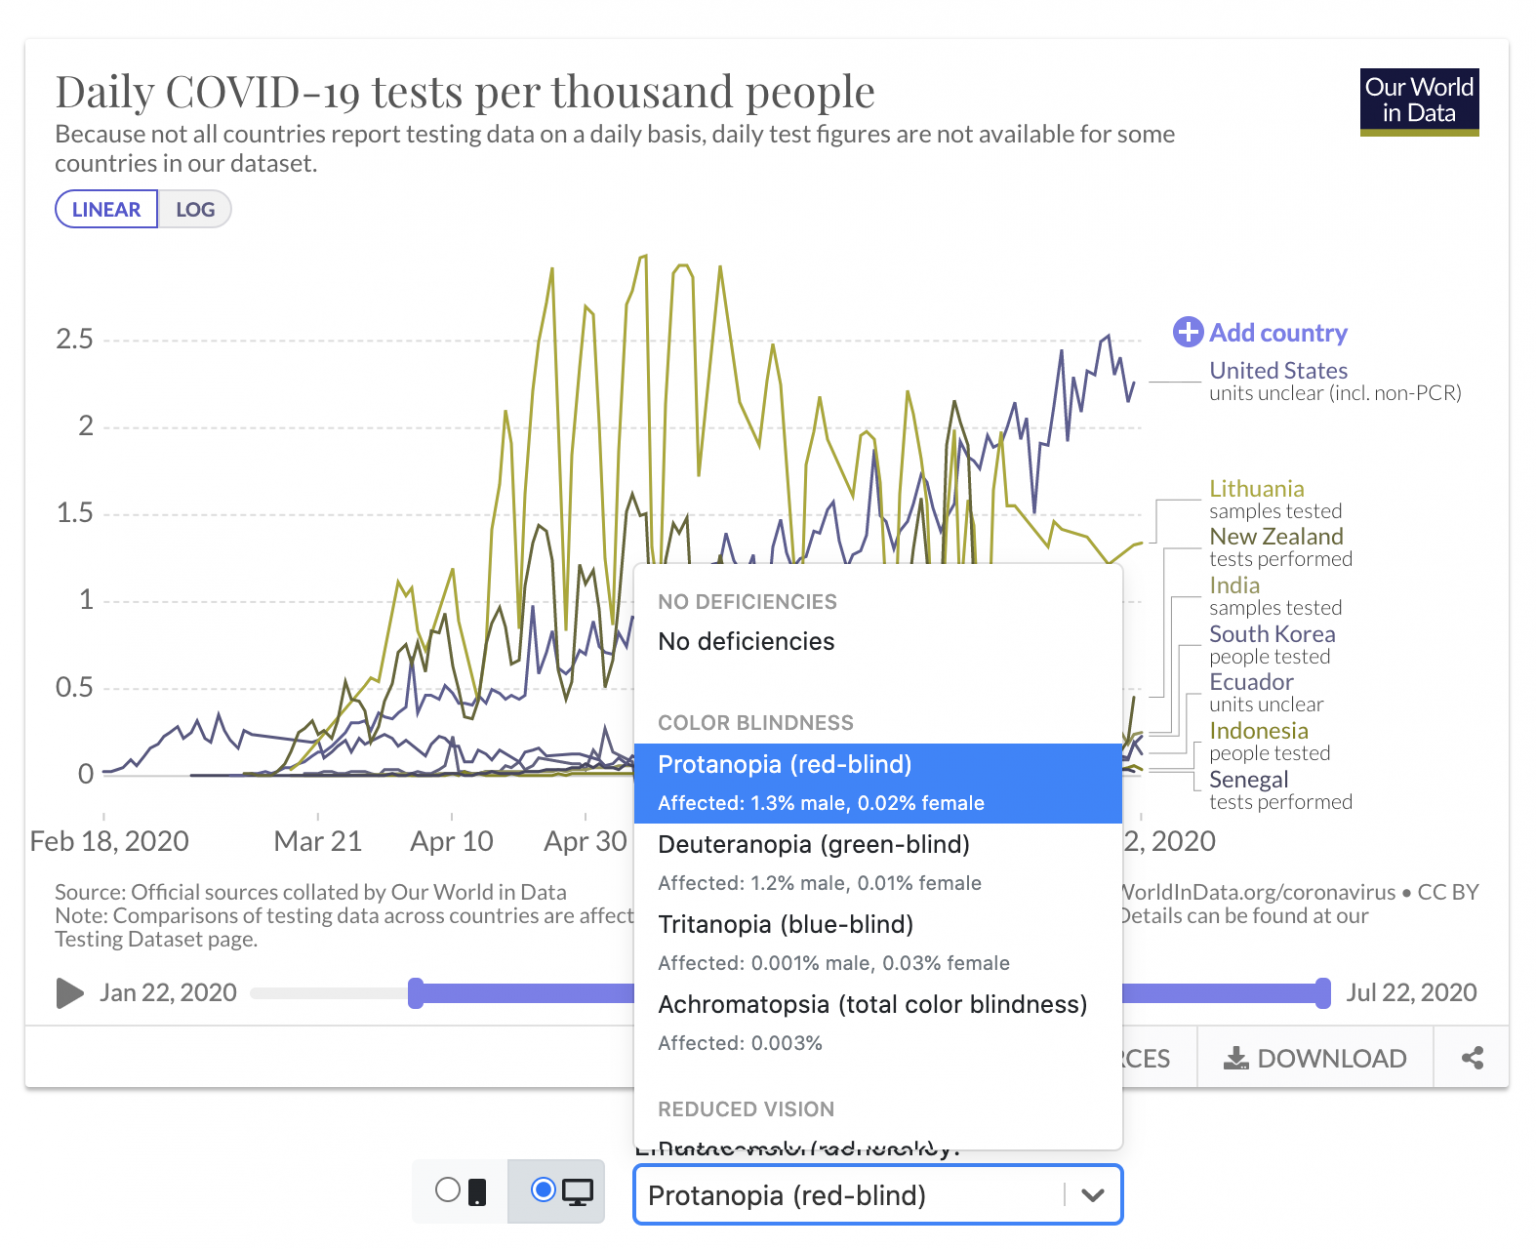 Daily COVID-19 tests per thousand people
Our World
in Data
Because not all countries report testing data on a daily basis, daily test figures are not available for some
countries in our dataset.
LINEAR
LOG
2.5
2
1.5
1
0.5
0
Add country
United States
units unclear (incl. non-PCR)
Lithuania
samples tested
New Zealand
tests performed
India
samples tested
South Korea
people tested
Ecuador
units unclear
Indonesia
people tested
Senegal
tests performed
NO DEFICIENCIES
No deficiencies
COLOR BLINDNESS
Protanopia (red-blind)
Affected: 1.3% male, 0.02% female
Deuteranopia (green-blind)
Affected: 1.2% male, 0.01% female
Tritanopia (blue-blind)
Affected: 0.001% male, 0.03% female
Achromatopsia (total color blindness)
Affected: 0.003%
REDUCED VISION
Feb 18, 2020
Mar 21
Apr 10
Apr 30
2, 2020
Source: Official sources collated by Our World in Data
WorldInData.org/coronavirus • CC BY
Note: Comparisons of testing data across countries are affect
Details can be found at our
Testing Dataset page.
Jan 22, 2020
Jul 22, 2020
RCES
DOWNLOAD
Protanopia (red-blind)